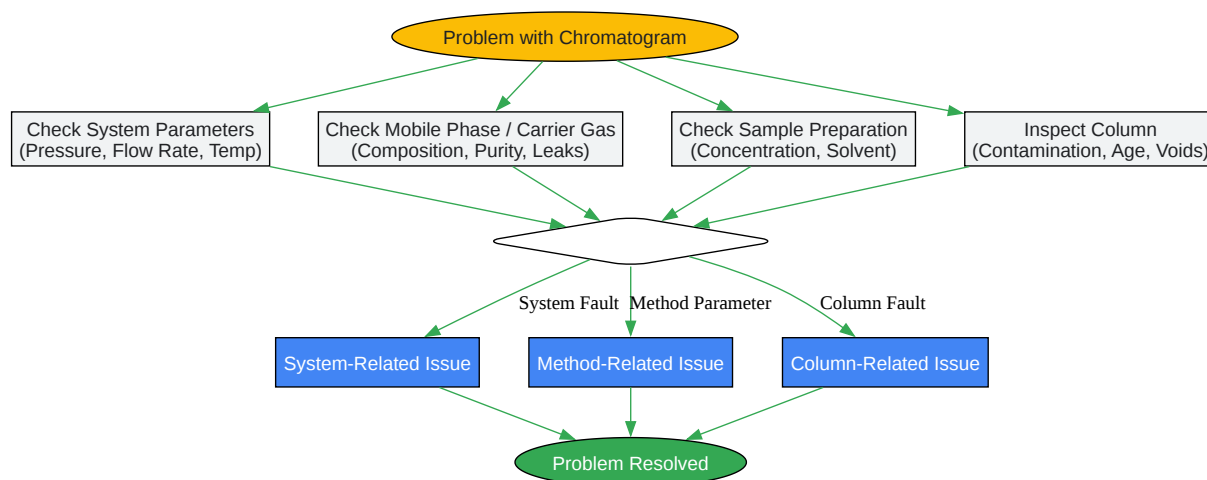 Problem with Chromatogram
Check System Parameters
(Pressure, Flow Rate, Temp)
Check Mobile Phase / Carrier Gas
(Composition, Purity, Leaks)
Check Sample Preparation
(Concentration, Solvent)
Inspect Column
(Contamination, Age, Voids)
System Fault
Method Parameter
Column Fault
System-Related Issue
Method-Related Issue
Column-Related Issue
Problem Resolved